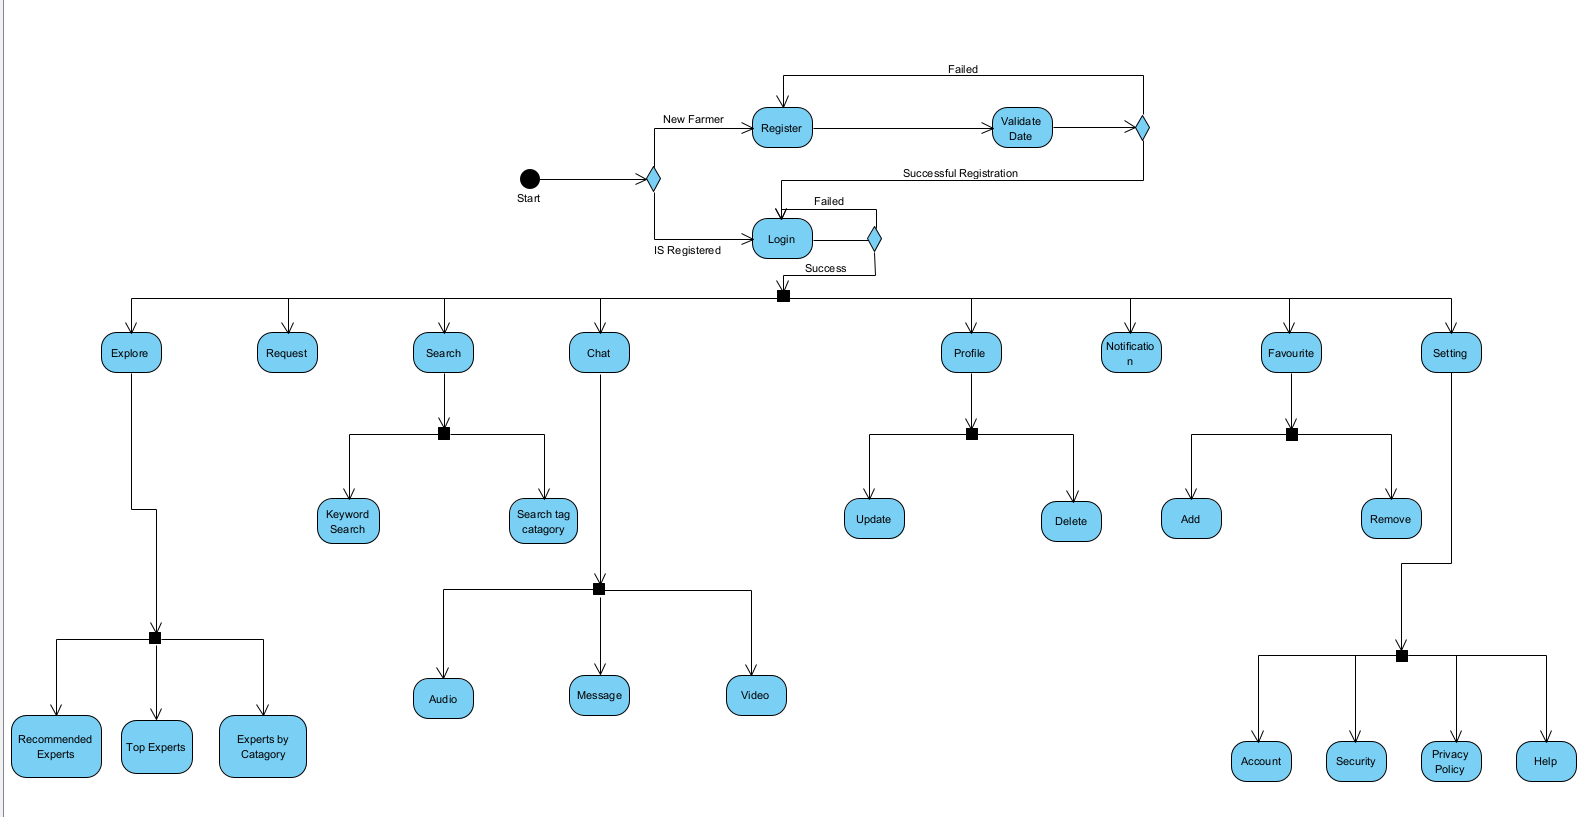 Failed
New Farmer
Register
Validate
Date
Start
Successful Registration
Failed
Login
IS Registered
Success
Explore
Request
Search
Chat
Profile
Notificatio
n
Favourite
Setting
Keyword
Search
Search tag
catagory
Update
Delete
Add
Remove
Audio
Message
Video
Recommended
Experts
Top Experts
Experts by
Catagory
Account
Security
Privacy
Policy
Help